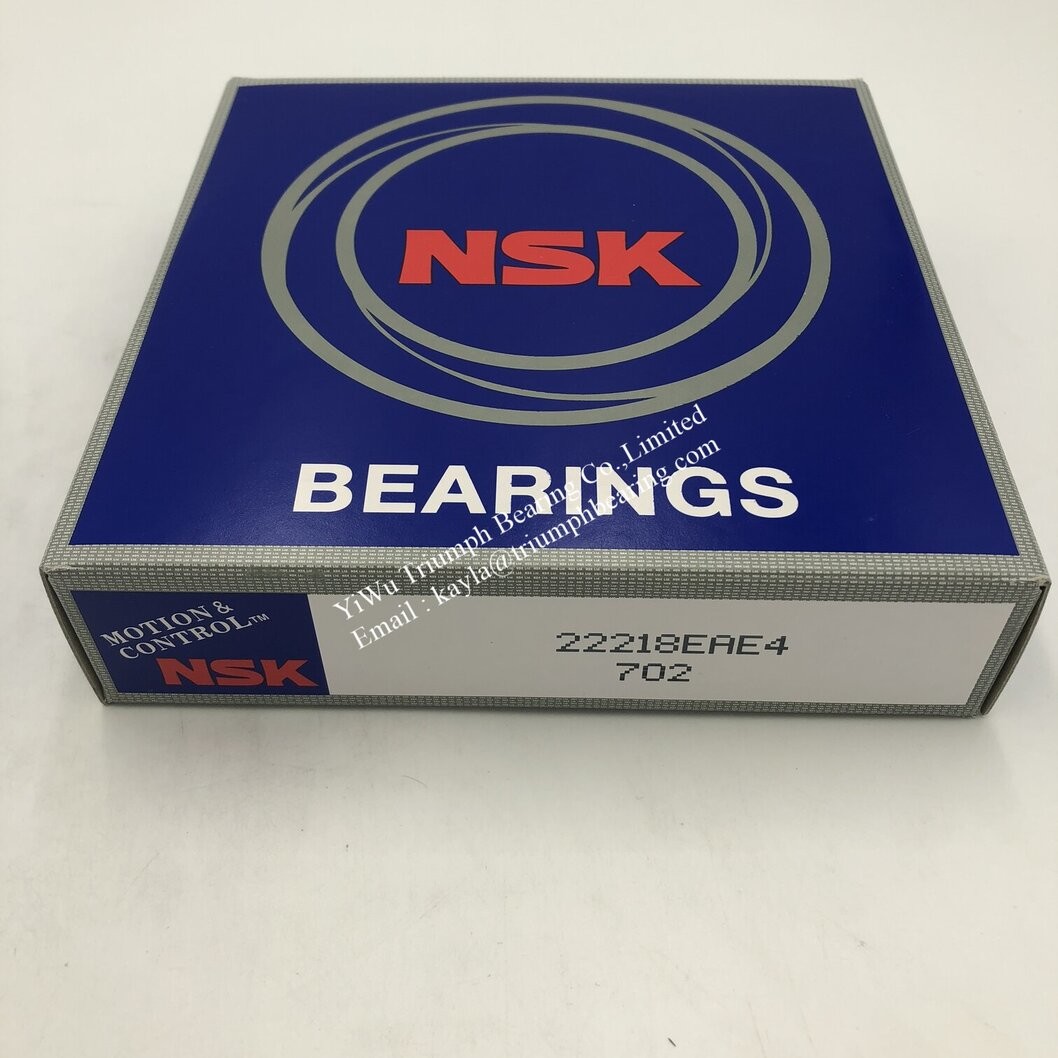 NSK
BEARINGS
YiWu Triumph Bearing Co.,Limited
Email : kayla@triumphbearing.com
MOTION &
CONTROL™
NSK
22218EAE4
702